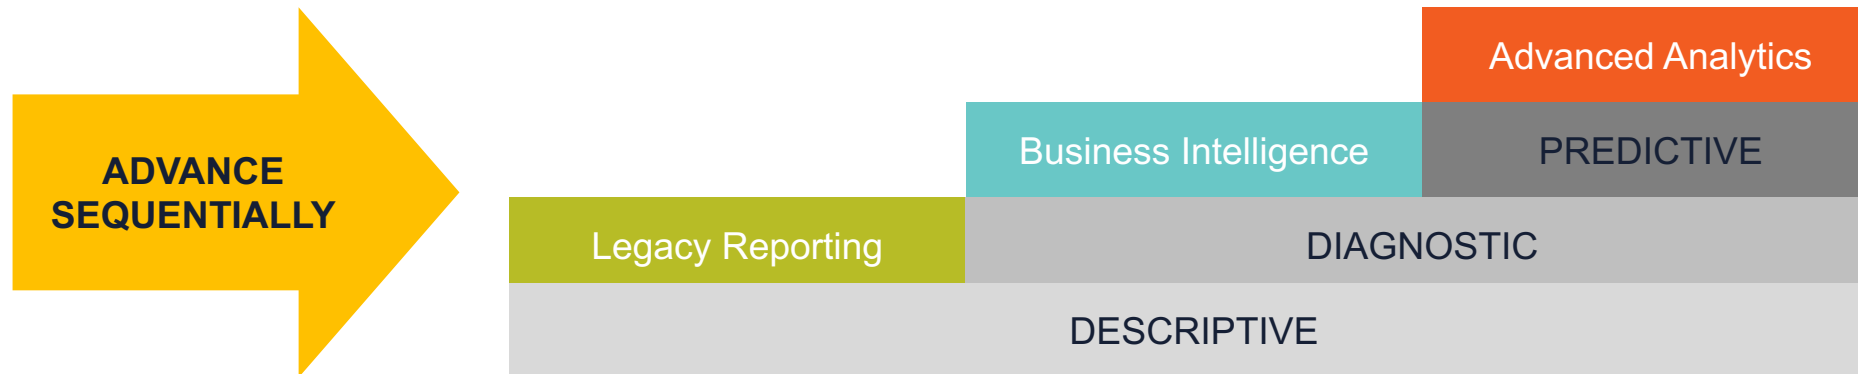 ADVANCE
SEQUENTIALLY
Advanced Analytics
Business Intelligence
PREDICTIVE
Legacy Reporting
DIAGNOSTIC
DESCRIPTIVE